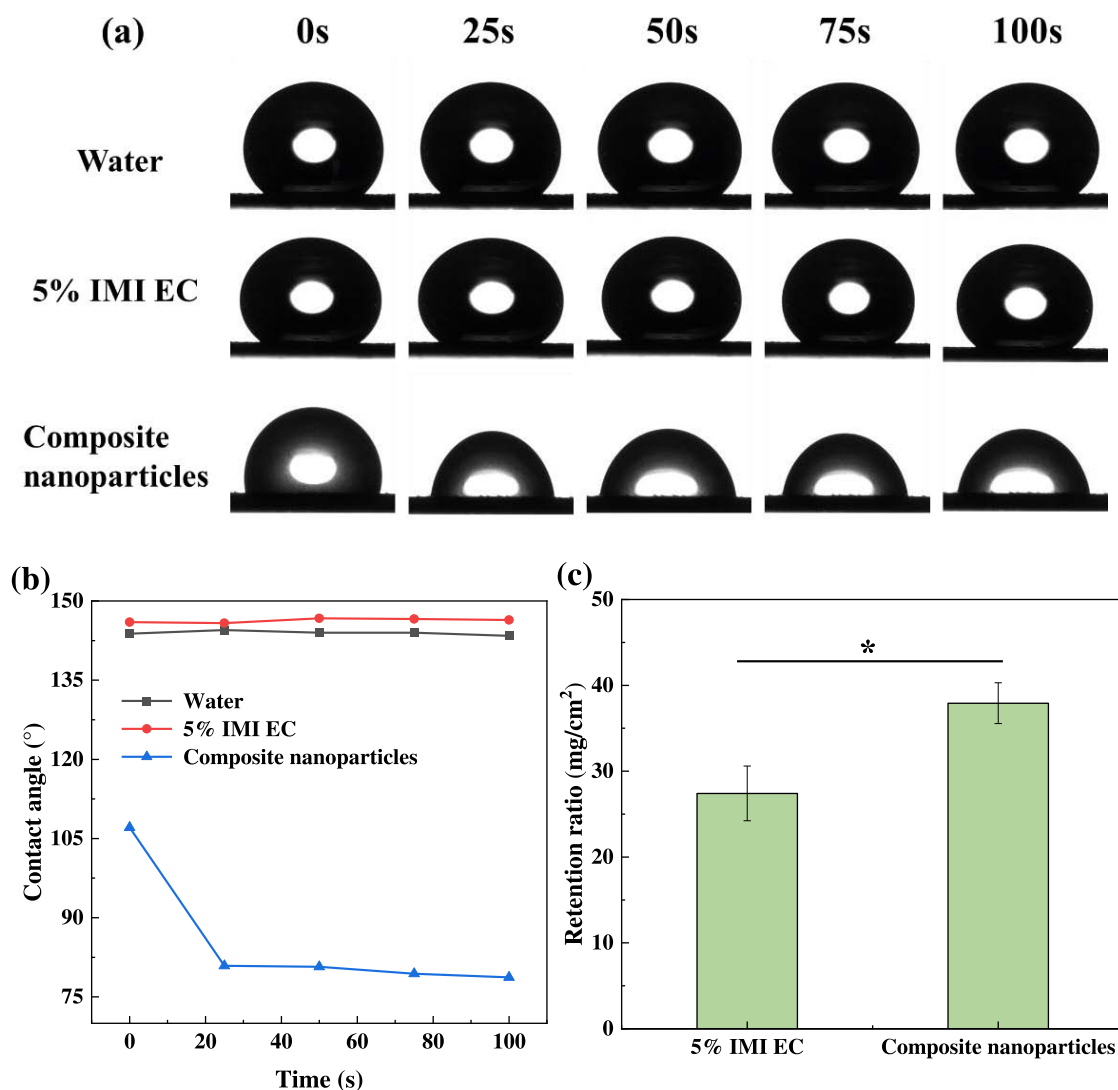 (a) 0s 25s 50s 75s 100s
Water
5% IMI EC
Composite
nanoparticles
(b)
150
135
120
105
90
75
Contact angle (°)
Water
5% IMI EC
Composite nanoparticles
0 20 40 60 80 100
Time (s)
(c)
50
40
30
20
10
0
Retention ratio (mg/cm²)
*
5% IMI EC Composite nanoparticles